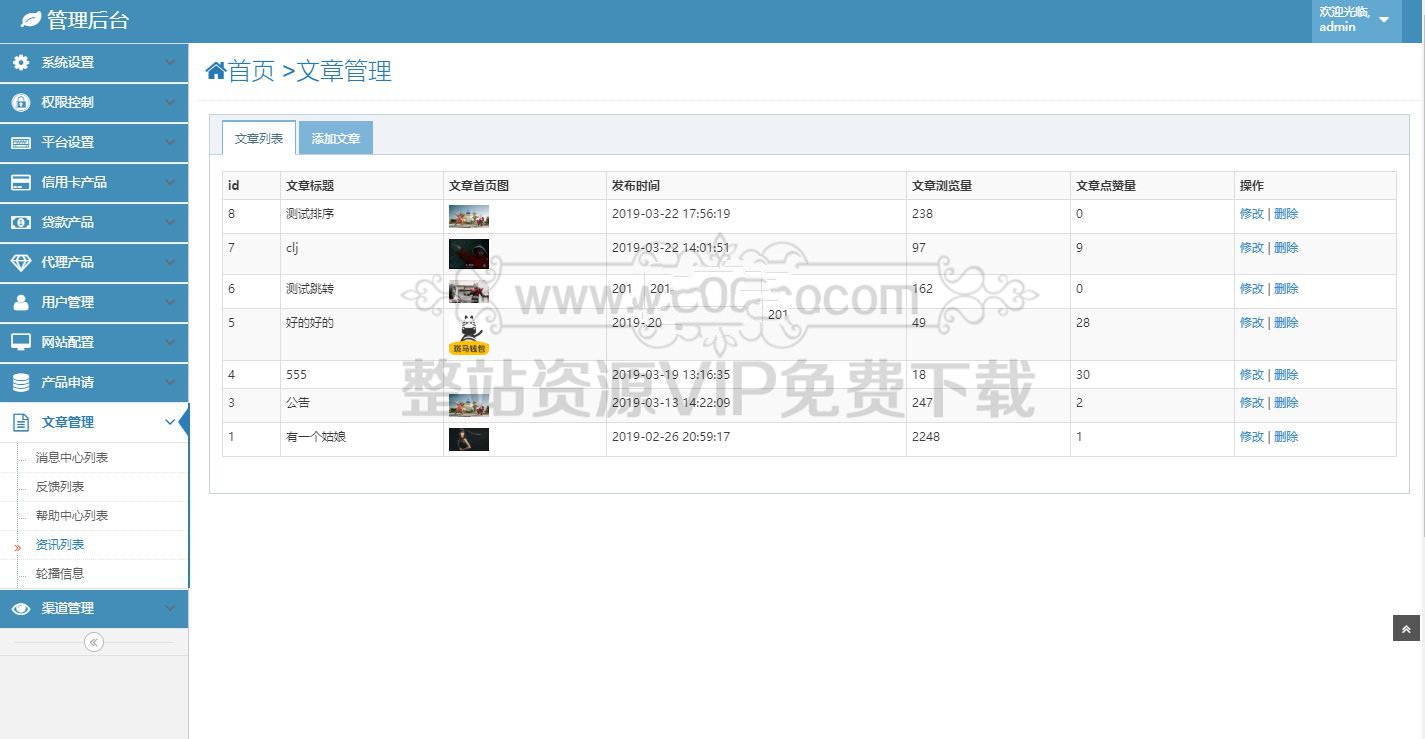 管理后台
欢迎光临,
admin
系统设置
权限控制
平台设置
信用卡产品
贷款产品
代理产品
用户管理
网站配置
产品申请
文章管理
消息中心列表
反馈列表
帮助中心列表
资讯列表
轮播信息
渠道管理
首页 >文章管理
文章列表 添加文章
id 文章标题 文章首页图 发布时间 文章浏览量 文章点赞量 操作
8 测试排序 2019-03-22 17:56:19 238 0 修改 | 删除
7 clj 2019-03-22 14:01:51 97 9 修改 | 删除
6 测试跳转 201 201- 162 0 修改 | 删除
201
5 好的好的 斑马钱包 2019- 20 49 28 修改 | 删除
4 555 2019-03-19 13:16:35 18 30 修改 | 删除
3 公告 2019-03-13 14:22:09 247 2 修改 | 删除
1 有一个姑娘 2019-02-26 20:59:17 2248 1 修改 | 删除
整站资源VIP免费下载